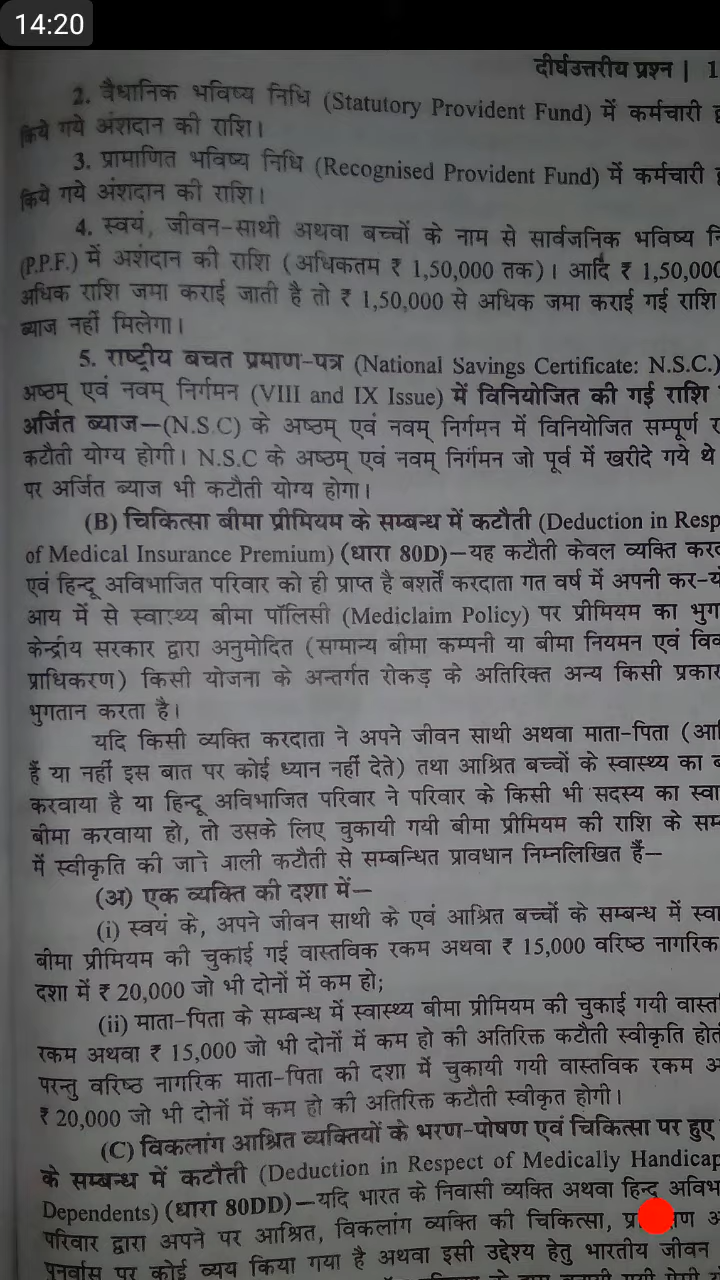 14:20
दीर्घउत्तरीय प्रश्न | 1
2. वैधानिक भविष्य निधि (Statutory Provident Fund) में कर्मचारी
किये गये अंशदान की राशि।
3. प्रामाणित भविष्य निधि (Recognised Provident Fund) में कर्मचारी
किये गये अंशदान की राशि।
4. स्वयं, जीवन-साथी अथवा बच्चों के नाम से सार्वजनिक भविष्य
(P.P.F.) में अशंदान की राशि (अधिकतम ₹ 1,50,000 तक)। आदि ₹ 1,50,000
अधिक राशि जमा कराई जाती है तो ₹ 1,50,000 से अधिक जमा कराई गई राशि
ब्याज नहीं मिलेगा।
5. राष्ट्रीय बचत प्रमाण-पत्र (National Savings Certificate: N.S.C.)
अष्ठम् एवं नवम् निर्गमन (VIII and IX Issue) में विनियोजित की गई राशि
अर्जित ब्याज—(N.S.C) के अष्ठम् एवं नवम् निर्गमन में विनियोजित सम्पूर्ण
कटौती योग्य होगी। N.S.C के अष्ठम् एवं नवम् निर्गमन जो पूर्व में खरीदे गये थे
पर अर्जित ब्याज भी कटौती योग्य होगा।
(B) चिकित्सा बीमा प्रीमियम के सम्बन्ध में कटौती (Deduction in Resp
of Medical Insurance Premium) (धारा 80D)—यह कटौती केवल व्यक्ति
एवं हिन्दू अविभाजित परिवार को ही प्राप्त है बशर्ते करदाता गत वर्ष में अपनी
आय में से स्वास्थ्य बीमा पॉलिसी (Mediclaim Policy) पर प्रीमियम का
केन्द्रीय सरकार द्वारा अनुमोदित (सामान्य बीमा कम्पनी या बीमा नियमन एवं
प्राधिकरण) किसी योजना के अन्तर्गत रोकड़ के अतिरिक्त अन्य किसी प्रकार
भुगतान करता है।
यदि किसी व्यक्ति करदाता ने अपने जीवन साथी अथवा माता-पिता
हैं या नहीं इस बात पर कोई ध्यान नहीं देते) तथा आश्रित बच्चों के स्वास्थ्य का
करवाया है या हिन्दू अविभाजित परिवार ने परिवार के किसी भी सदस्य का
बीमा करवाया हो, तो उसके लिए चुकायी गयी बीमा प्रीमियम की राशि के
में स्वीकृति की जाने वाली कटौती से सम्बन्धित प्रावधान निम्नलिखित हैं—
(अ) एक व्यक्ति की दशा में—
(i) स्वयं के, अपने जीवन साथी के एवं आश्रित बच्चों के सम्बन्ध में
बीमा प्रीमियम की चुकाई गई वास्तविक रकम अथवा ₹ 15,000 वरिष्ठ नागरिक
दशा में ₹ 20,000 जो भी दोनों में कम हो;
(ii) माता-पिता के सम्बन्ध में स्वास्थ्य बीमा प्रीमियम की चुकाई गयी
रकम अथवा ₹ 15,000 जो भी दोनों में कम हो की अतिरिक्त कटौती स्वीकृति
परन्तु वरिष्ठ नागरिक माता-पिता की दशा में चुकायी गयी वास्तविक रकम
₹ 20,000 जो भी दोनों में कम हो की अतिरिक्त कटौती स्वीकृत होगी।
(C) विकलांग आश्रित व्यक्तियों के भरण-पोषण एवं चिकित्सा पर हुए
के सम्बन्ध में कटौती (Deduction in Respect of Medically Handicap
Dependents) (धारा 80DD)—यदि भारत के निवासी व्यक्ति अथवा हिन्दू
परिवार द्वारा अपने पर आश्रित, विकलांग व्यक्ति की चिकित्सा,
पुनर्वास पर कोई व्यय किया गया है अथवा इसी उद्देश्य हेतु भारतीय जीवन